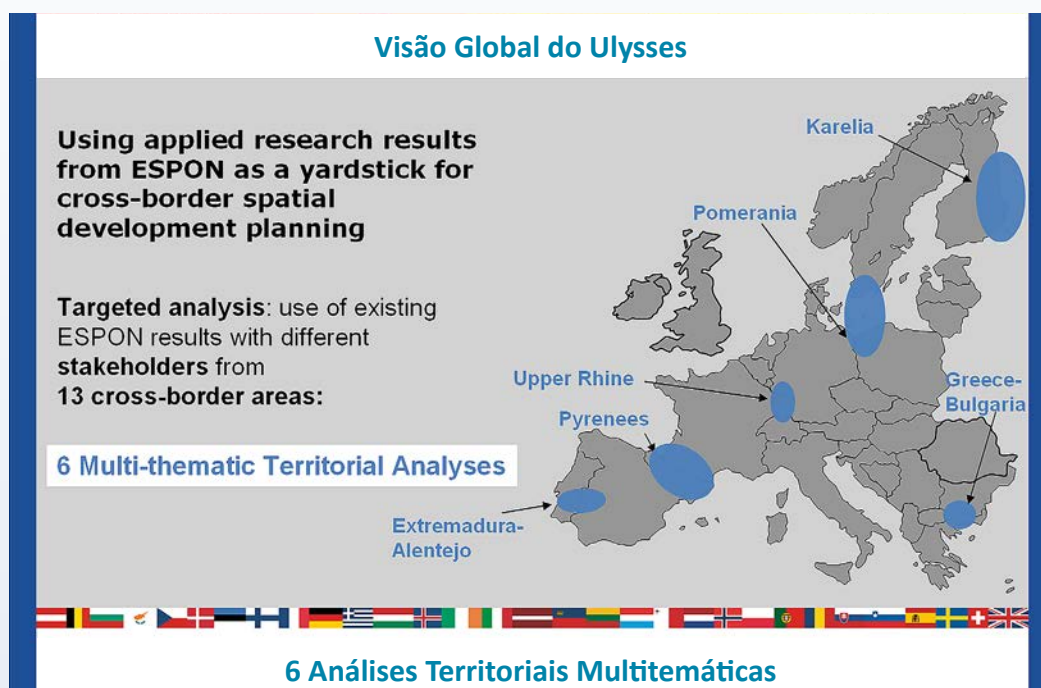 Visão Global do Ulysses
Using applied research results
from ESPON as a yardstick for
cross-border spatial
development planning
Targeted analysis: use of existing
ESPON results with different
stakeholders from
13 cross-border areas:
6 Multi-thematic Territorial Analyses
Karelia
Pomerania
Upper Rhine
Pyrenees
Greece-
Bulgaria
Extremadura-
Alentejo
6 Análises Territoriais Multitemáticas